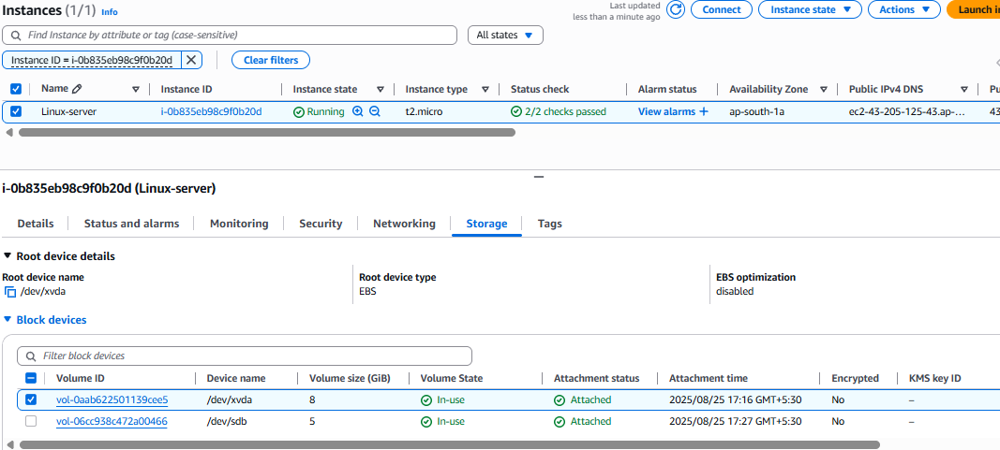 Instances (1/1) Info
Last updated
less than a minute ago
Connect
Instance state
Actions
Launch in
Find Instance by attribute or tag (case-sensitive)
All states
Instance ID = i-0b835eb98c9f0b20d
Clear filters
Name Instance ID Instance state Instance type Status check Alarm status Availability Zone Public IPv4 DNS Pu
Linux-server i-0b835eb98c9f0b20d Running t2.micro 2/2 checks passed View alarms + ap-south-1a ec2-43-205-125-43.ap-... 43
i-0b835eb98c9f0b20d (Linux-server)
Details Status and alarms Monitoring Security Networking Storage Tags
Root device details
Root device name Root device type EBS optimization
/dev/xvda EBS disabled
Block devices
Filter block devices
Volume ID Device name Volume size (GiB) Volume State Attachment status Attachment time Encrypted KMS key ID
vol-0aab622501139cee5 /dev/xvda 8 In-use Attached 2025/08/25 17:16 GMT+5:30 No –
vol-06cc938c472a00466 /dev/sdb 5 In-use Attached 2025/08/25 17:27 GMT+5:30 No –